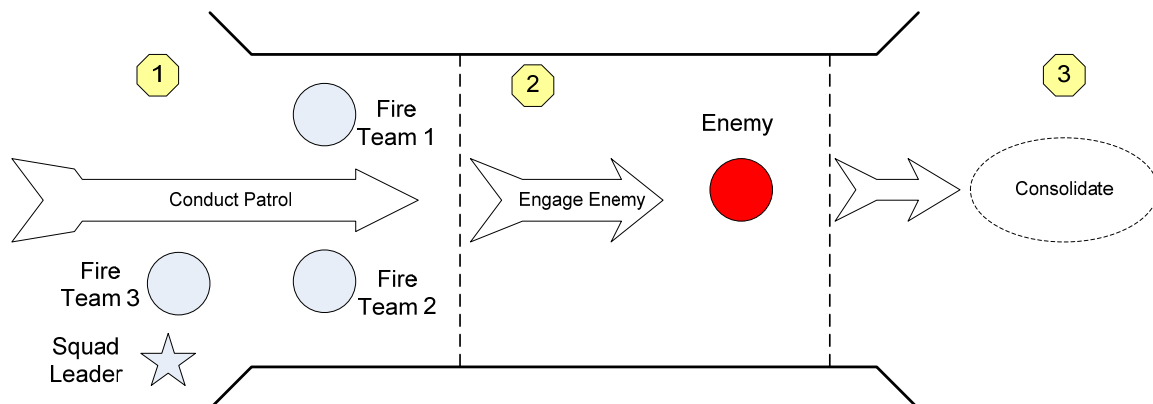 1
2
3
Fire
Team 1
Enemy
Conduct Patrol
Engage Enemy
Consolidate
Fire
Team 3
Fire
Team 2
Squad
Leader